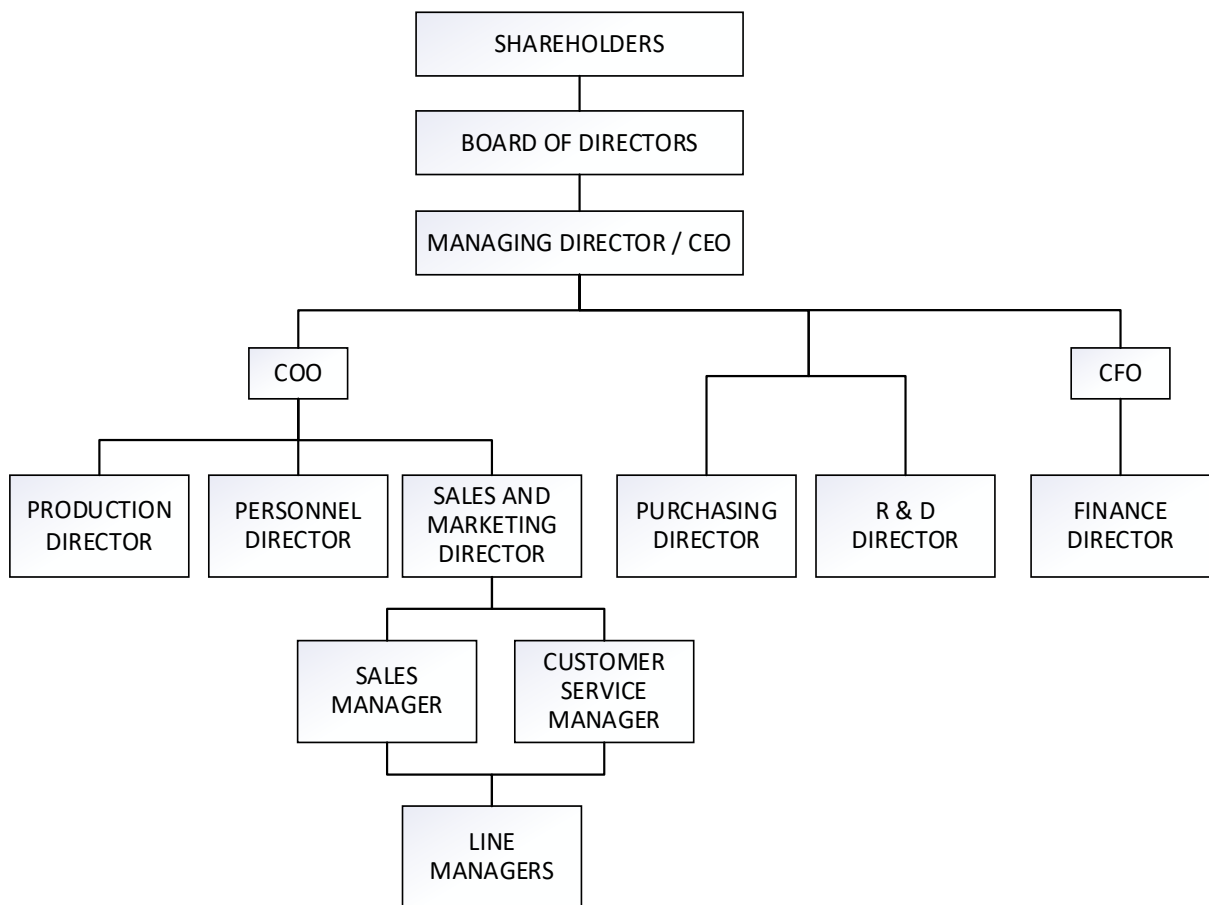 SHAREHOLDERS
BOARD OF DIRECTORS
MANAGING DIRECTOR / CEO
COO
CFO
PRODUCTION
DIRECTOR
PERSONNEL
DIRECTOR
SALES AND
MARKETING
DIRECTOR
PURCHASING
DIRECTOR
R & D
DIRECTOR
FINANCE
DIRECTOR
SALES
MANAGER
CUSTOMER
SERVICE
MANAGER
LINE
MANAGERS